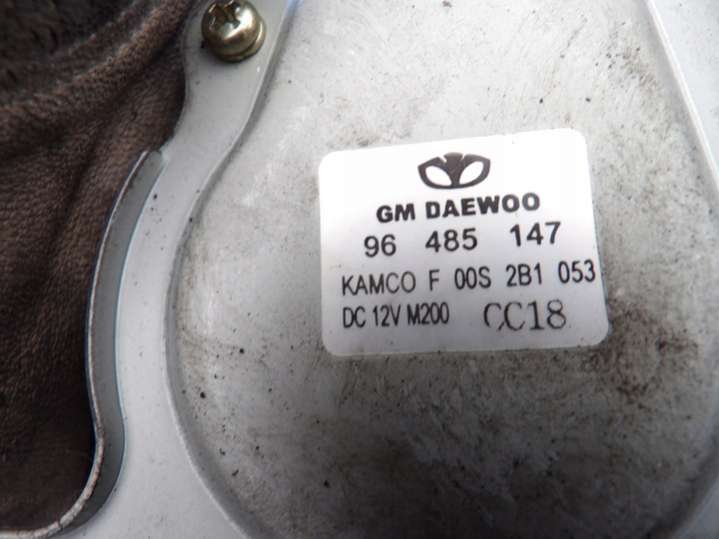 GM DAEWOO
96 485 147
KAMCO F 00S 2B1 053
DC 12V M200 CC18